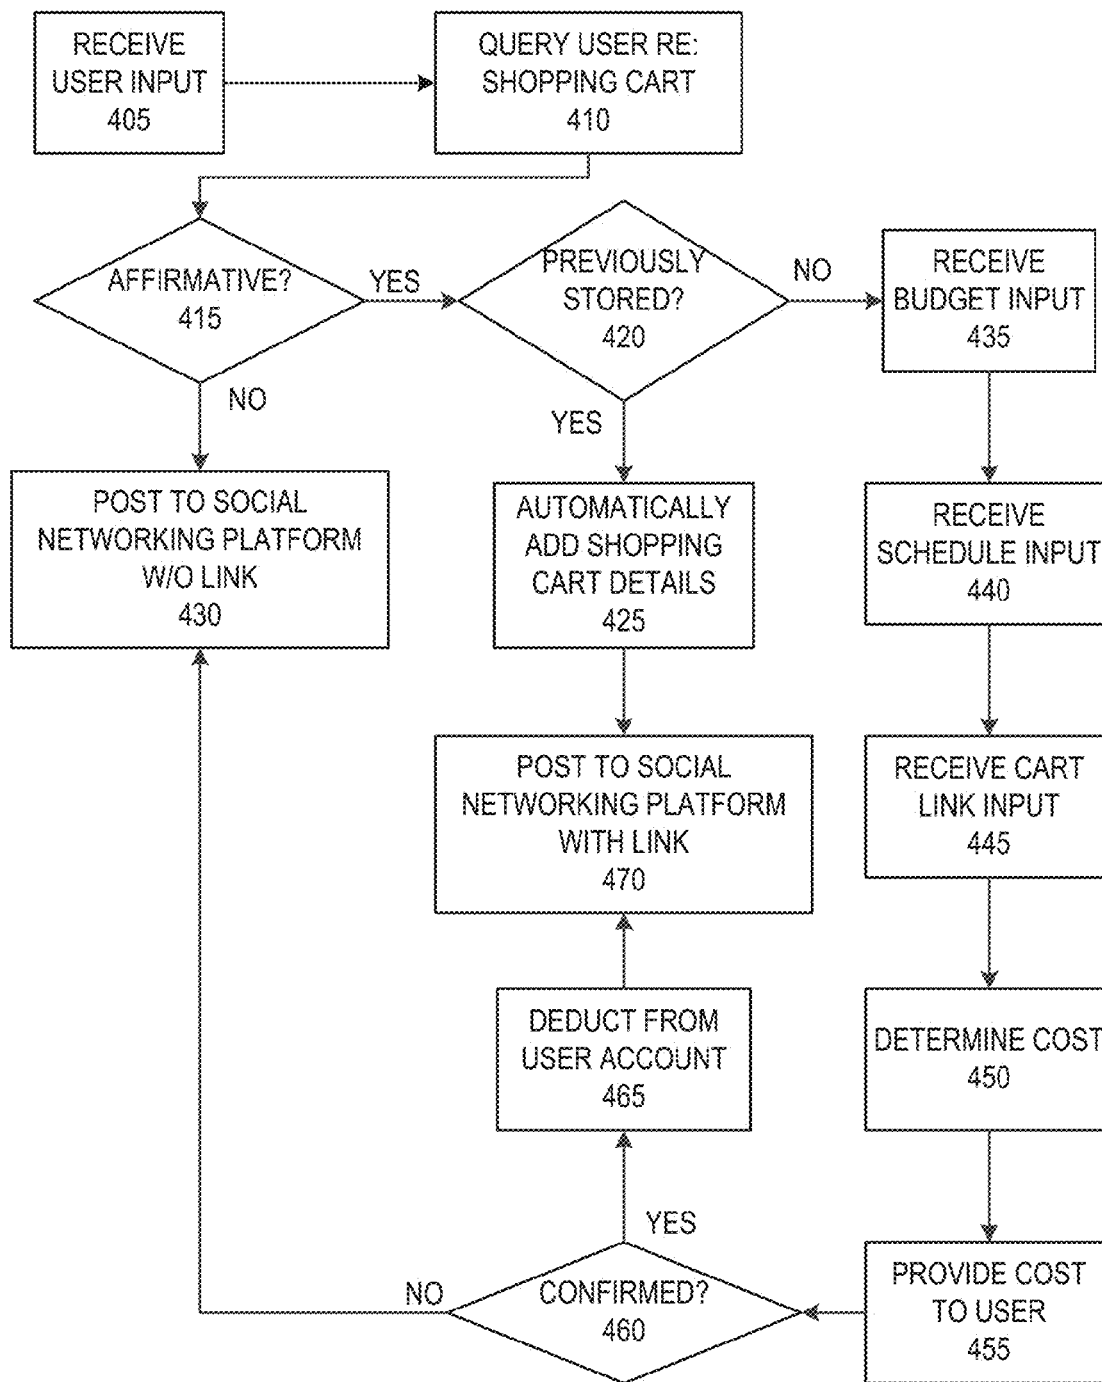 RECEIVE
USER INPUT
405
QUERY USER RE:
SHOPPING CART
410
AFFIRMATIVE?
415
YES
NO
PREVIOUSLY
STORED?
420
NO
YES
RECEIVE
BUDGET INPUT
435
POST TO SOCIAL
NETWORKING PLATFORM
W/O LINK
430
AUTOMATICALLY
ADD SHOPPING
CART DETAILS
425
RECEIVE
SCHEDULE INPUT
440
POST TO SOCIAL
NETWORKING PLATFORM
WITH LINK
470
RECEIVE CART
LINK INPUT
445
DEDUCT FROM
USER ACCOUNT
465
DETERMINE COST
450
YES
NO
CONFIRMED?
460
PROVIDE COST
TO USER
455